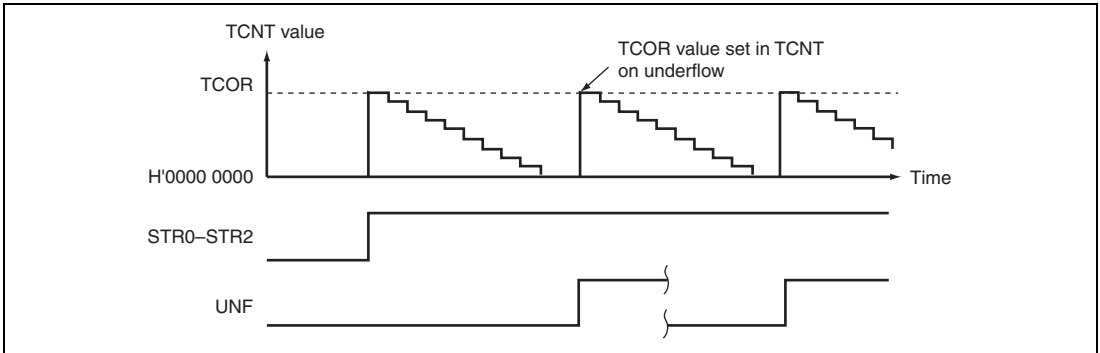 TCNT value
TCOR value set in TCNT
on underflow
TCOR
H'0000 0000
Time
STR0–STR2
UNF